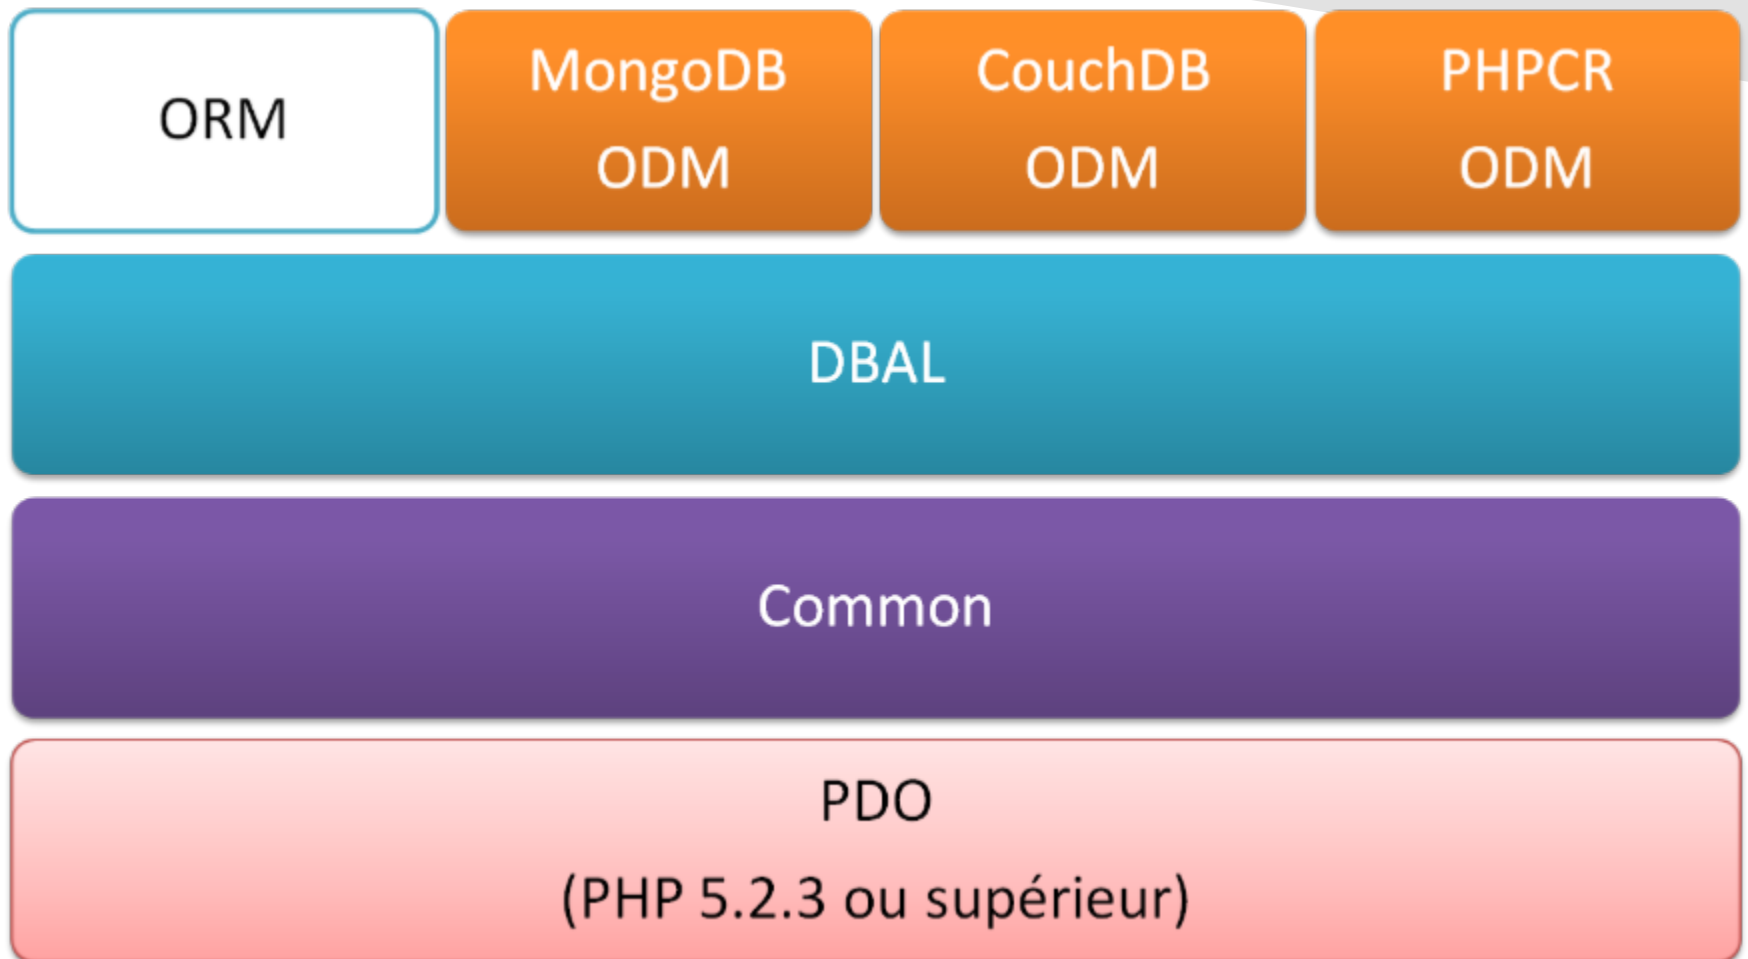 ORM
MongoDB
ODM
CouchDB
ODM
PHPCR
ODM
DBAL
Common
PDO
(PHP 5.2.3 ou supérieur)